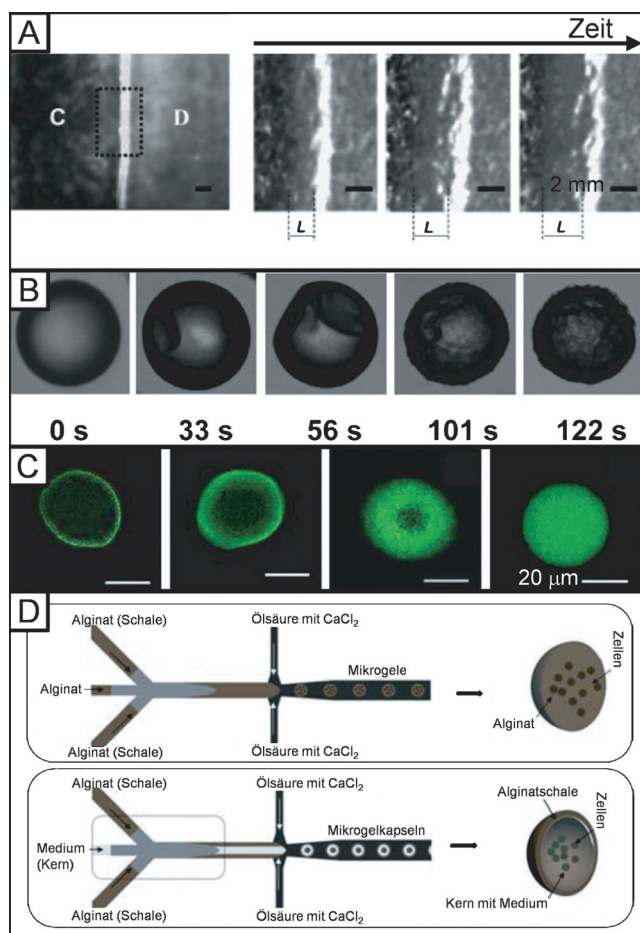 A
Zeit
C
D
2 mm
L
L
L
B
0 s
33 s
56 s
101 s
122 s
C
20 µm
D
Alginat (Schale)
Ölsäure mit CaCl₂
Alginat
Mikrogele
Alginat (Schale)
Ölsäure mit CaCl₂
Zellen
Alginat
Alginat (Schale)
Ölsäure mit CaCl₂
Medium
(Kern)
Mikrogelkapseln
Alginat (Schale)
Ölsäure mit CaCl₂
Alginatschale
Zellen
Kern mit Medium